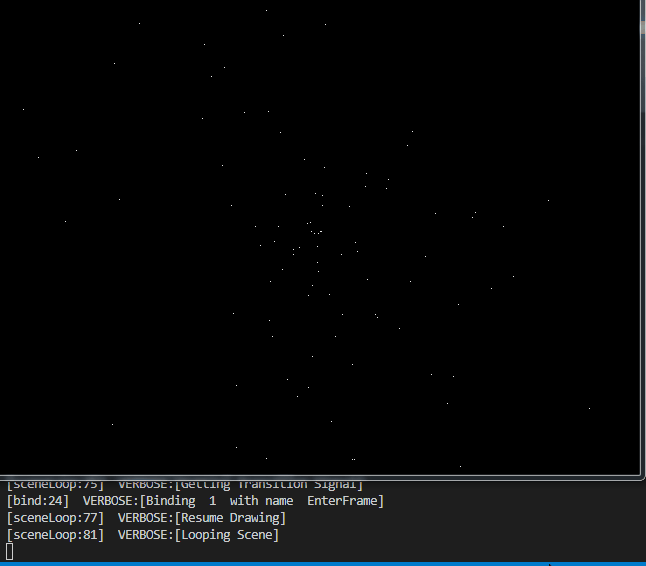 [sceneLoop:75]  VERBOSE:[Getting Transition Signal]
[bind:24]  VERBOSE:[Binding  1  with name  EnterFrame]
[sceneLoop:77]  VERBOSE:[Resume Drawing]
[sceneLoop:81]  VERBOSE:[Looping Scene]